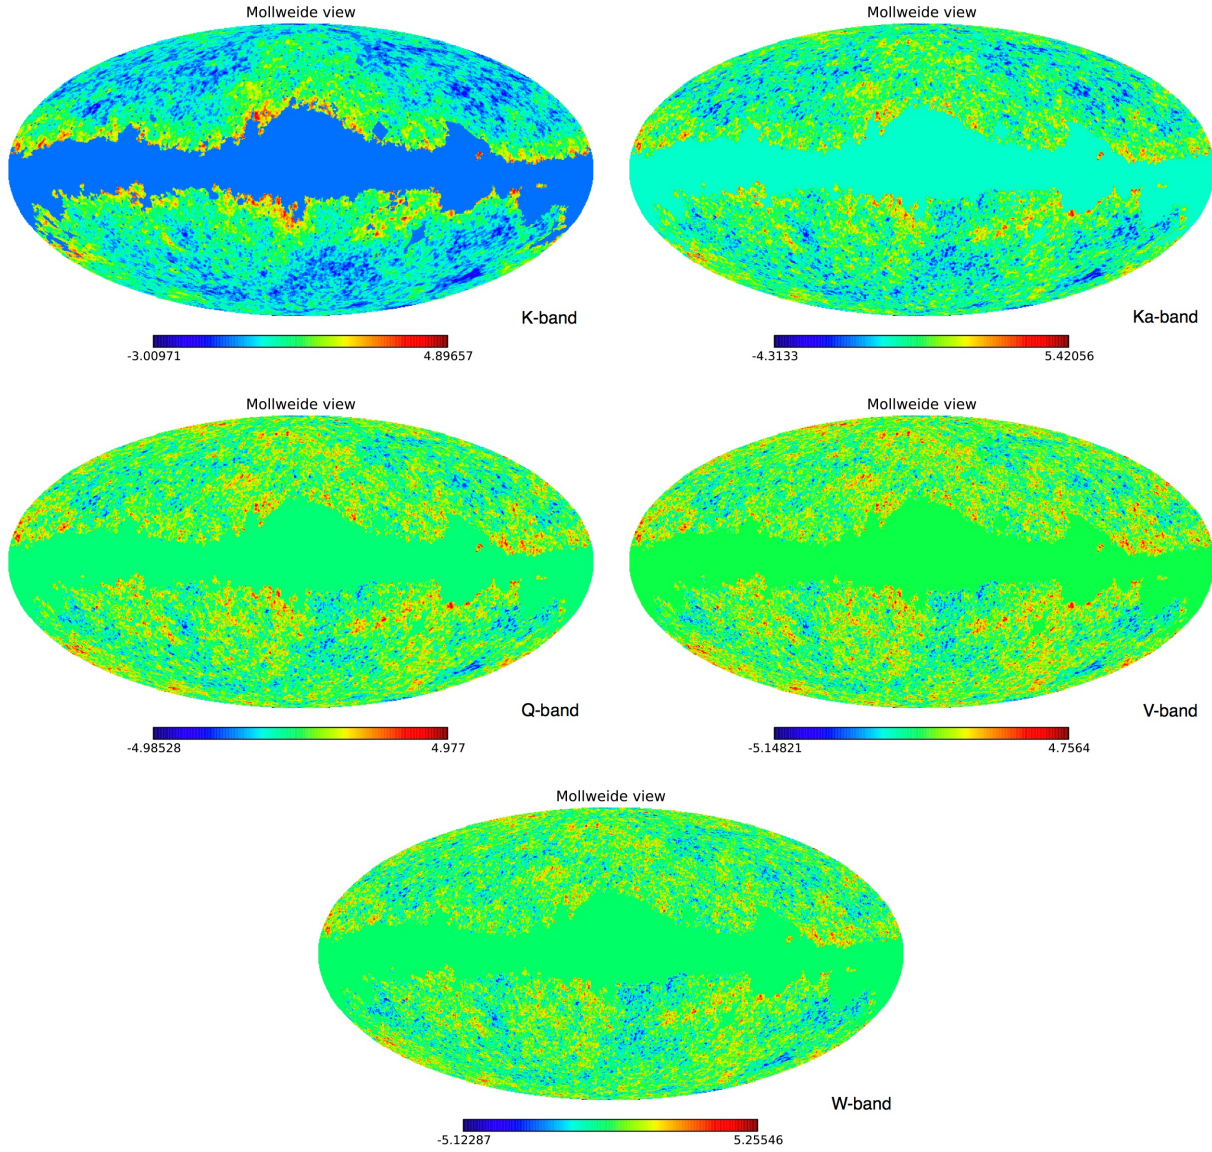 Mollweide view
Mollweide view
K-band
Ka-band
-3.00971
4.89657
-4.3133
5.42056
Mollweide view
Mollweide view
Q-band
V-band
-4.98528
4.977
-5.14821
4.7564
Mollweide view
W-band
-5.12287
5.25546